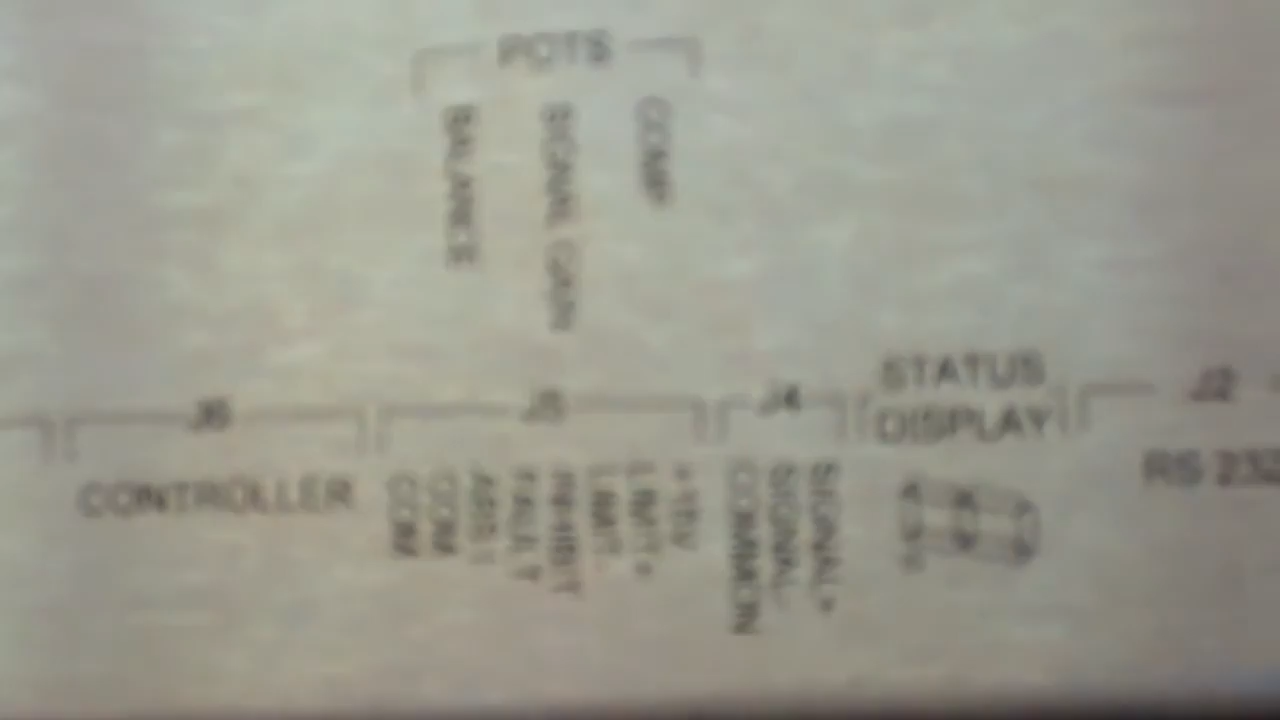 POTS
BALANCE
SIGNAL GAIN
COMP
STATUS
DISPLAY
J6
J5
J4
J2
CONTROLLER
COM
COM
FAULT
INHIBIT
LIMIT-
LIMIT+
COMMON
SIGNAL-
SIGNAL+
RS 232